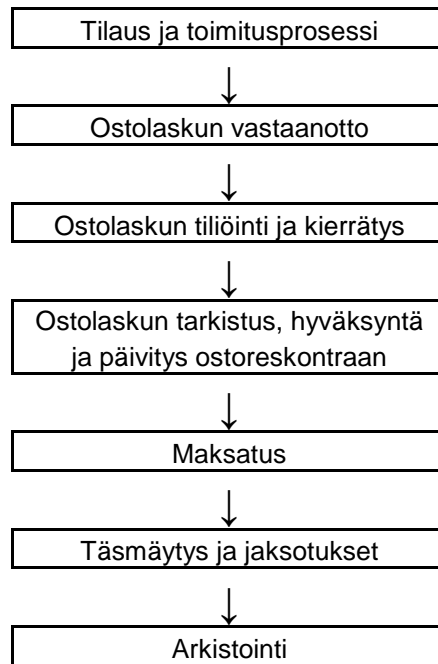 Tilaus ja toimitusprosessi
Ostolaskun vastaanotto
Ostolaskun tiliöinti ja kierrätys
Ostolaskun tarkistus, hyväksyntä
ja päivitys ostoreskontraan
Maksatus
Täsmäytys ja jaksotukset
Arkistointi